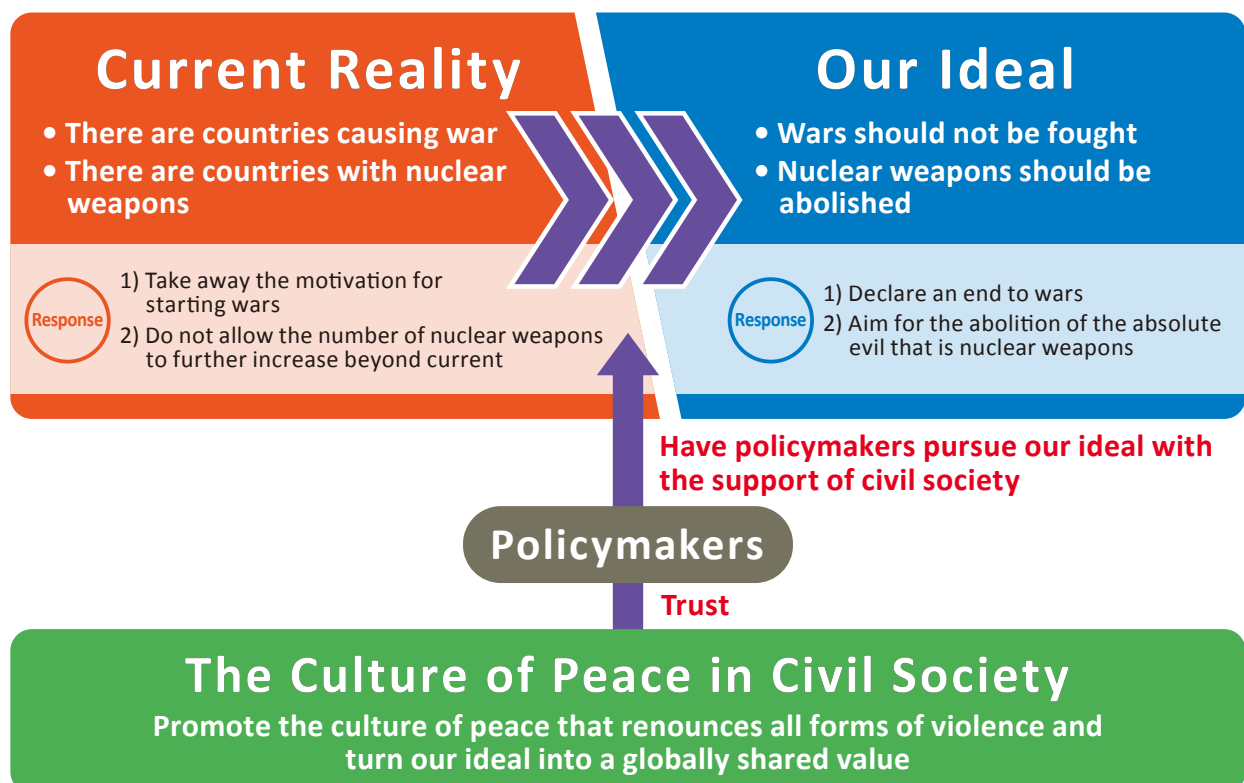 Current Reality
• There are countries causing war
• There are countries with nuclear
weapons
Response
1) Take away the motivation for
starting wars
2) Do not allow the number of nuclear weapons
to further increase beyond current
Our Ideal
• Wars should not be fought
• Nuclear weapons should be
abolished
Response
1) Declare an end to wars
2) Aim for the abolition of the absolute
evil that is nuclear weapons
Have policymakers pursue our ideal with
the support of civil society
Policymakers
Trust
The Culture of Peace in Civil Society
Promote the culture of peace that renounces all forms of violence and
turn our ideal into a globally shared value